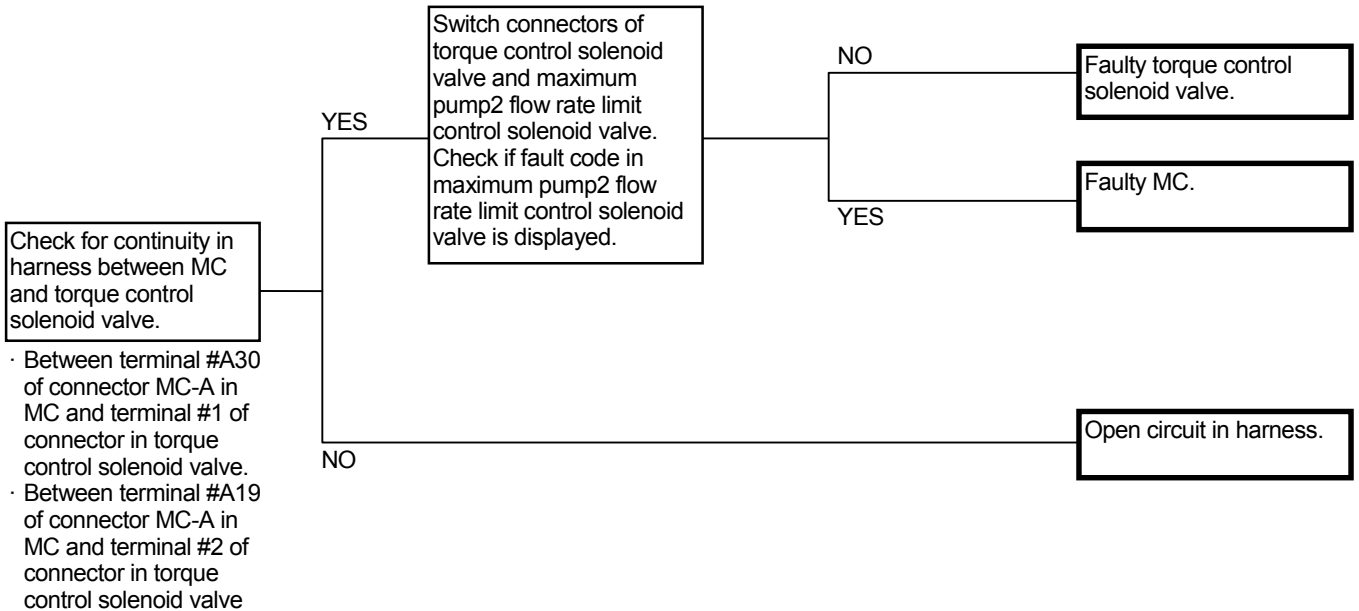 Check for continuity in
harness between MC
and torque control
solenoid valve.
· Between terminal #A30
of connector MC-A in
MC and terminal #1 of
connector in torque
control solenoid valve.
· Between terminal #A19
of connector MC-A in
MC and terminal #2 of
connector in torque
control solenoid valve
YES
Switch connectors of
torque control solenoid
valve and maximum
pump2 flow rate limit
control solenoid valve.
Check if fault code in
maximum pump2 flow
rate limit control solenoid
valve is displayed.
NO
Faulty torque control
solenoid valve.
YES
Faulty MC.
NO
Open circuit in harness.